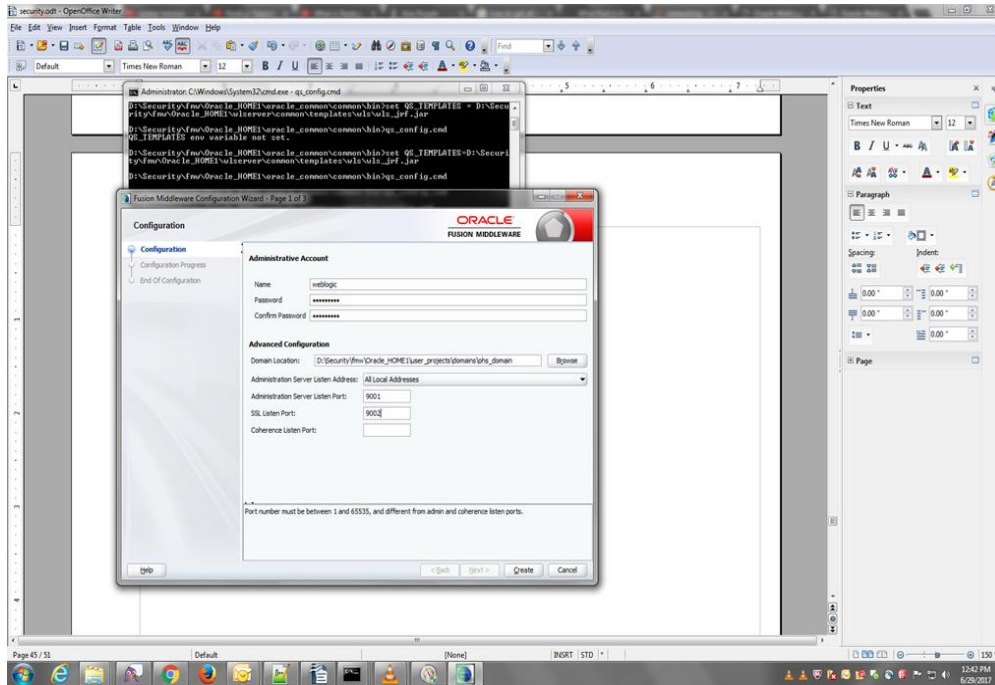 security.odt - OpenOffice Writer
File Edit View Insert Format Table Tools Window Help
Find
Default Times New Roman 12 B I U
Administrator: C:\Windows\System32\cmd.exe - qs_config.cmd
D:\Security\fmw\Oracle_HOME1\oracle_common\common\bin>set QS_TEMPLATES = D:\Secu
rity\fmw\Oracle_HOME1\wlserver\common\templates\wls\wls_jrf.jar
D:\Security\fmw\Oracle_HOME1\oracle_common\common\bin>qs_config.cmd
QS_TEMPLATES env variable not set.
D:\Security\fmw\Oracle_HOME1\oracle_common\common\bin>set QS_TEMPLATES=D:\Securi
ty\fmw\Oracle_HOME1\wlserver\common\templates\wls\wls_jrf.jar
D:\Security\fmw\Oracle_HOME1\oracle_common\common\bin>qs_config.cmd
Fusion Middleware Configuration Wizard - Page 1 of 3
Configuration
ORACLE
FUSION MIDDLEWARE
Configuration
Configuration Progress
End Of Configuration
Administrative Account
Name weblogic
Password
Confirm Password
Advanced Configuration
Domain Location: D:\Security\fmw\Oracle_HOME1\user_projects\domains\ohs_domain Browse
Administration Server Listen Address: All Local Addresses
Administration Server Listen Port: 9001
SSL Listen Port: 9002
Coherence Listen Port:
Port number must be between 1 and 65535, and different from admin and coherence listen ports.
Help < Back Next > Create Cancel
Properties
Text
Times New Roman 12
Paragraph
Spacing: Indent:
0.00 " 0.00 "
0.00 " 0.00 "
0.00 "
Page
Page 45 / 51 Default [None] INSRT STD * 150
12:42 PM
6/29/2017